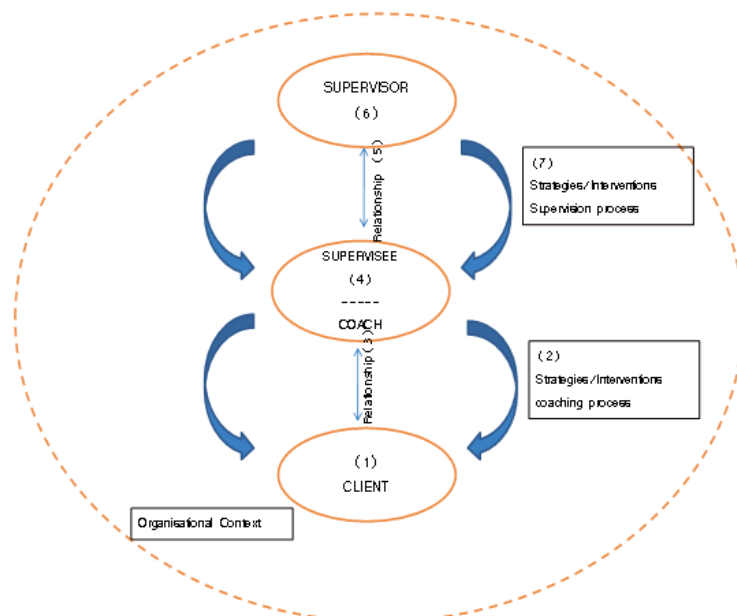 SUPERVISOR
(6)
Relationship (5)
(7)
Strategies/Interventions
Supervision process
SUPERVISEE
(4)
-----
COACH
Relationship(3)
(2)
Strategies/Interventions
coaching process
(1)
CLIENT
Organisational Context